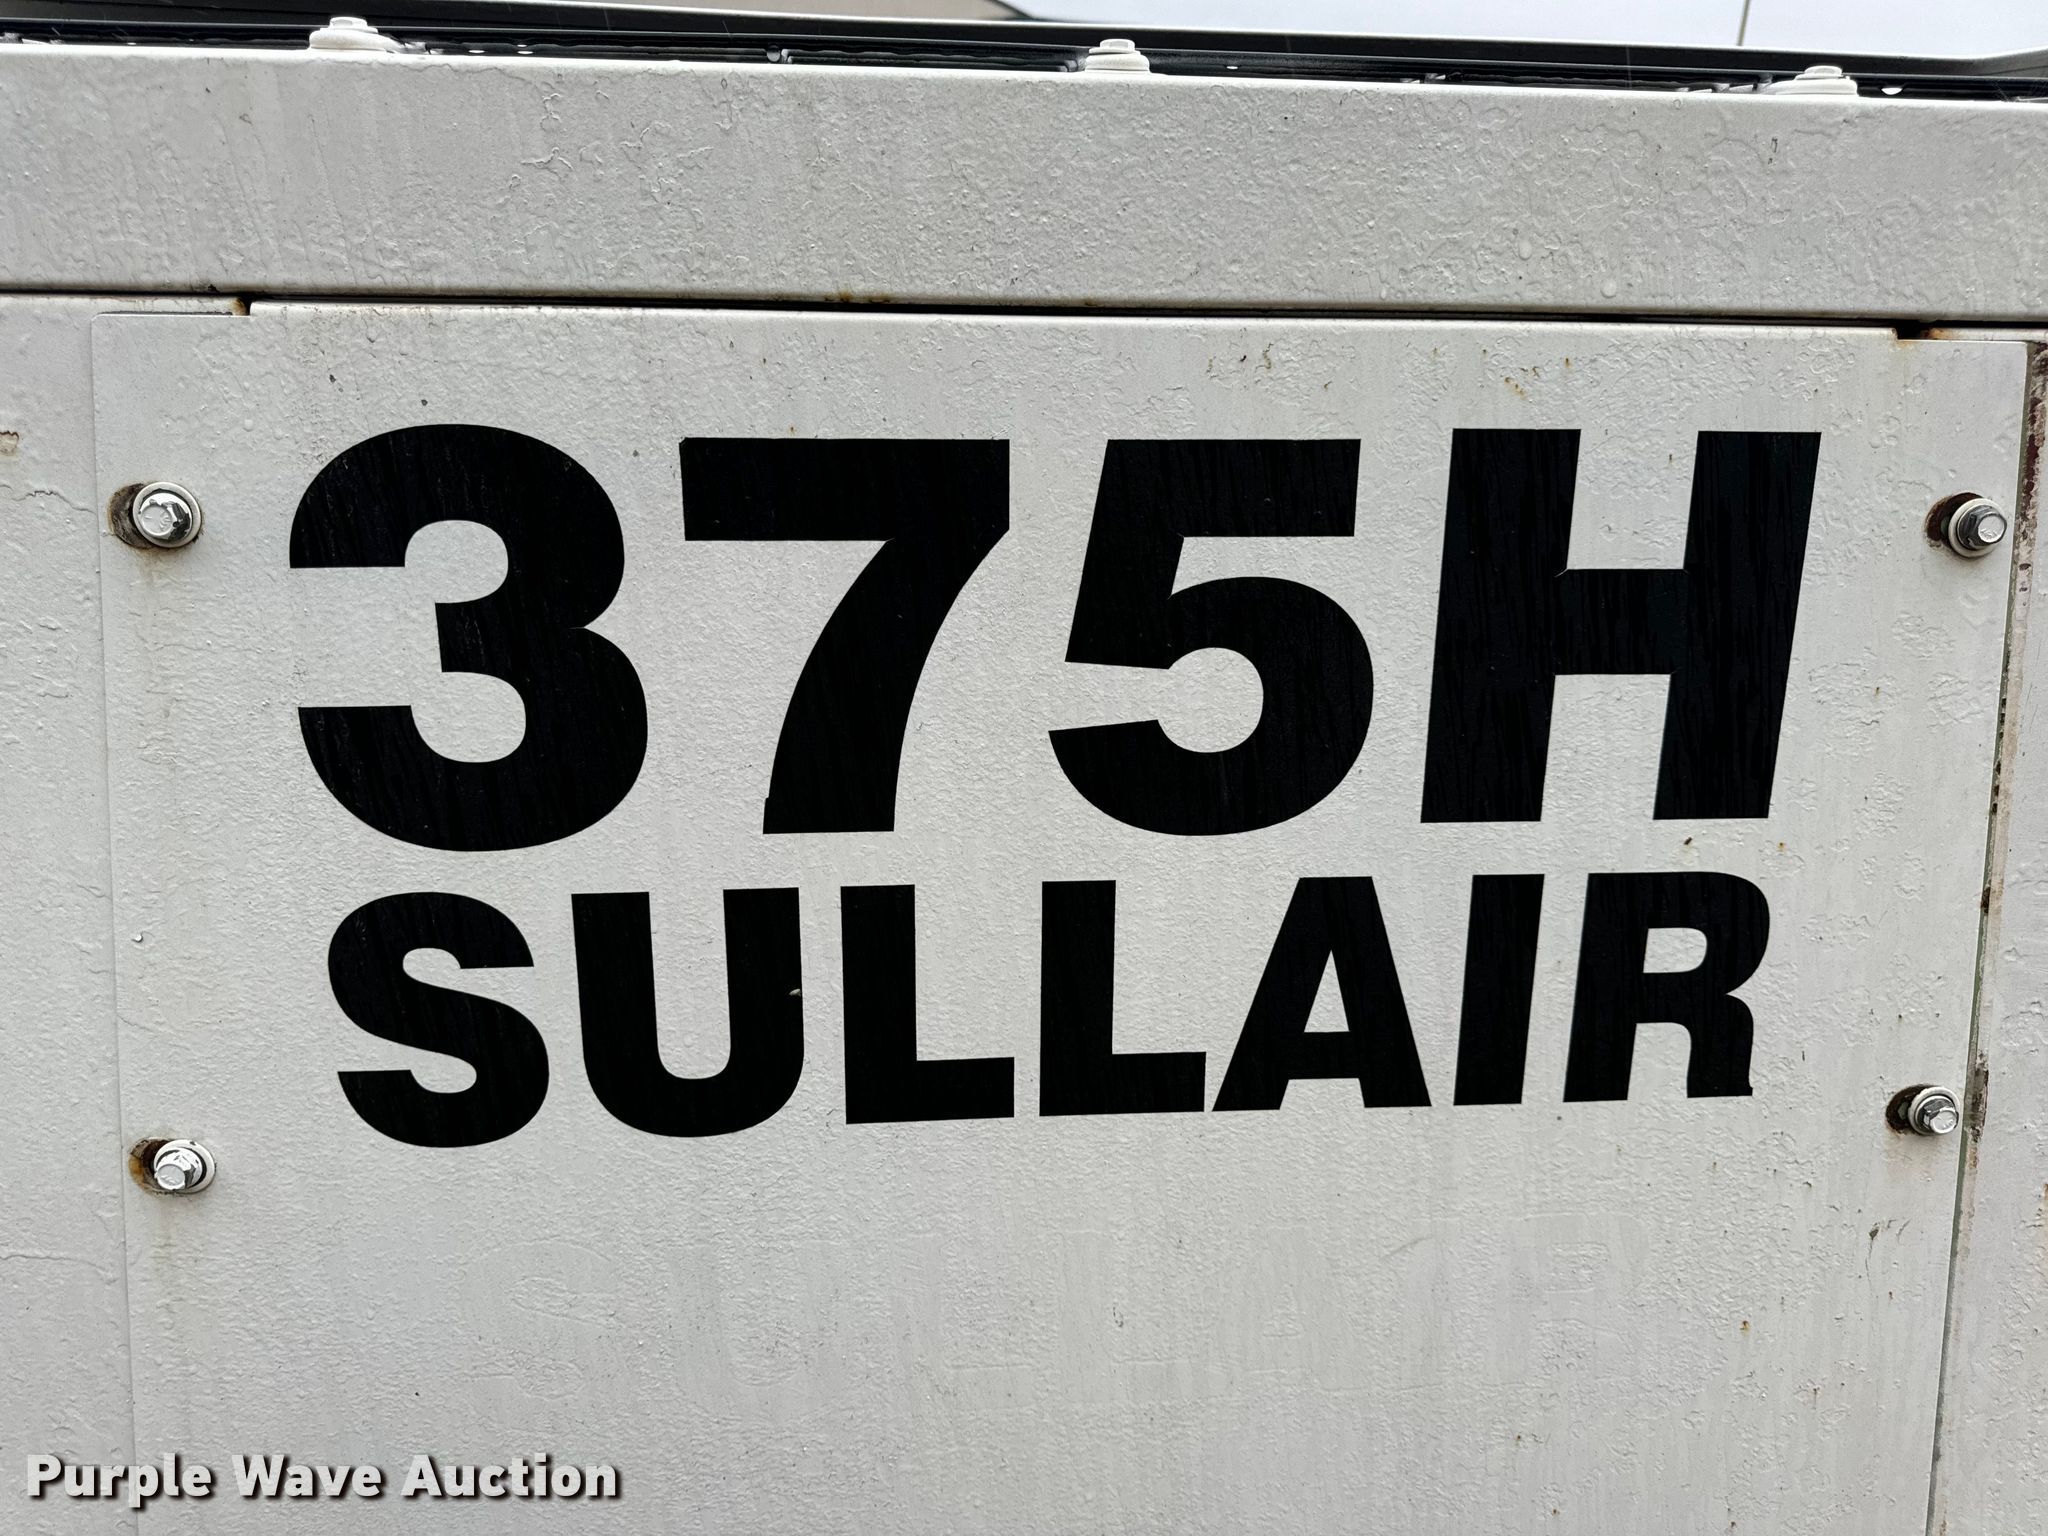 375H
SULLAIR
Purple Wave Auction